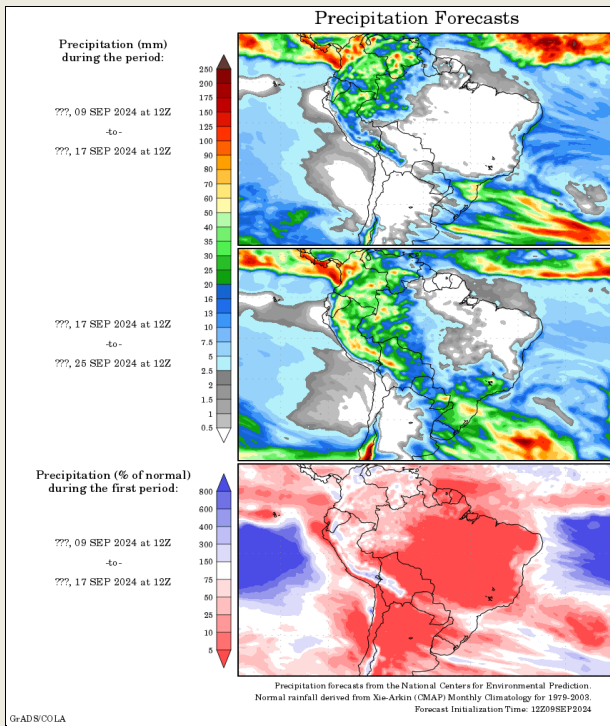 Precipitation Forecasts
Precipitation (mm)
during the period:
???, 09 SEP 2024 at 12Z
-to-
???, 17 SEP 2024 at 12Z
250
200
175
150
125
100
90
80
70
60
50
40
35
30
25
20
16
13
10
7.5
5
2.5
2
1.5
1
0.5
???, 17 SEP 2024 at 12Z
-to-
???, 25 SEP 2024 at 12Z
Precipitation (% of normal)
during the first period:
???, 09 SEP 2024 at 12Z
-to-
???, 17 SEP 2024 at 12Z
800
600
400
300
150
75
50
25
10
5
Precipitation forecasts from the National Centers for Environmental Prediction.
Normal rainfall derived from Xie-Arkin (CMAP) Monthly Climatology for 1979-2003.
Forecast Initialization Time: 12Z09SEP2024
GrADS/COLA